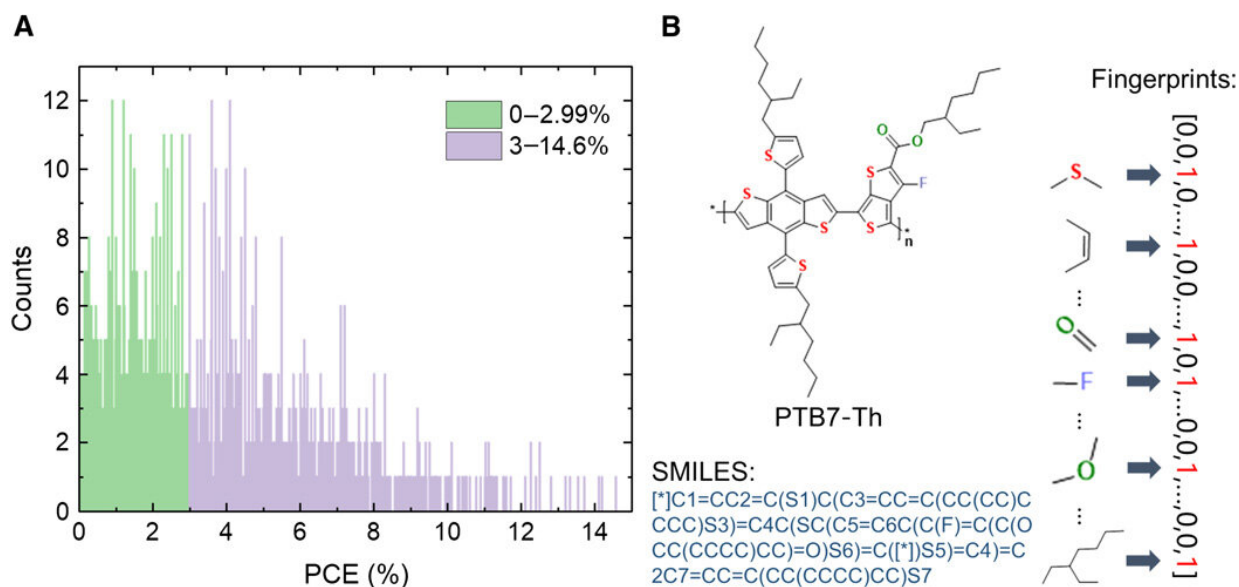 A
12
10
8
6
4
2
0
Counts
0–2.99%
3–14.6%
0 2 4 6 8 10 12 14
PCE (%)
B
S
S
S
S
S
S
O
O
F
*
*
n
PTB7-Th
SMILES:
[*]C1=CC2=C(S1)C(C3=CC=C(CC(CC)C
CCC)S3)=C4C(SC(C5=C6C(C(F)=C(C(O
CC(CCCC)CC)=O)S6)=C([*])S5)=C4)=C
2C7=CC=C(CC(CCCC)CC)S7
Fingerprints:
S
...
O
F
...
O
...
[0,0,1,0,...,1,0,0,...,1,0,1,...0,0,1,...,0,0,1]